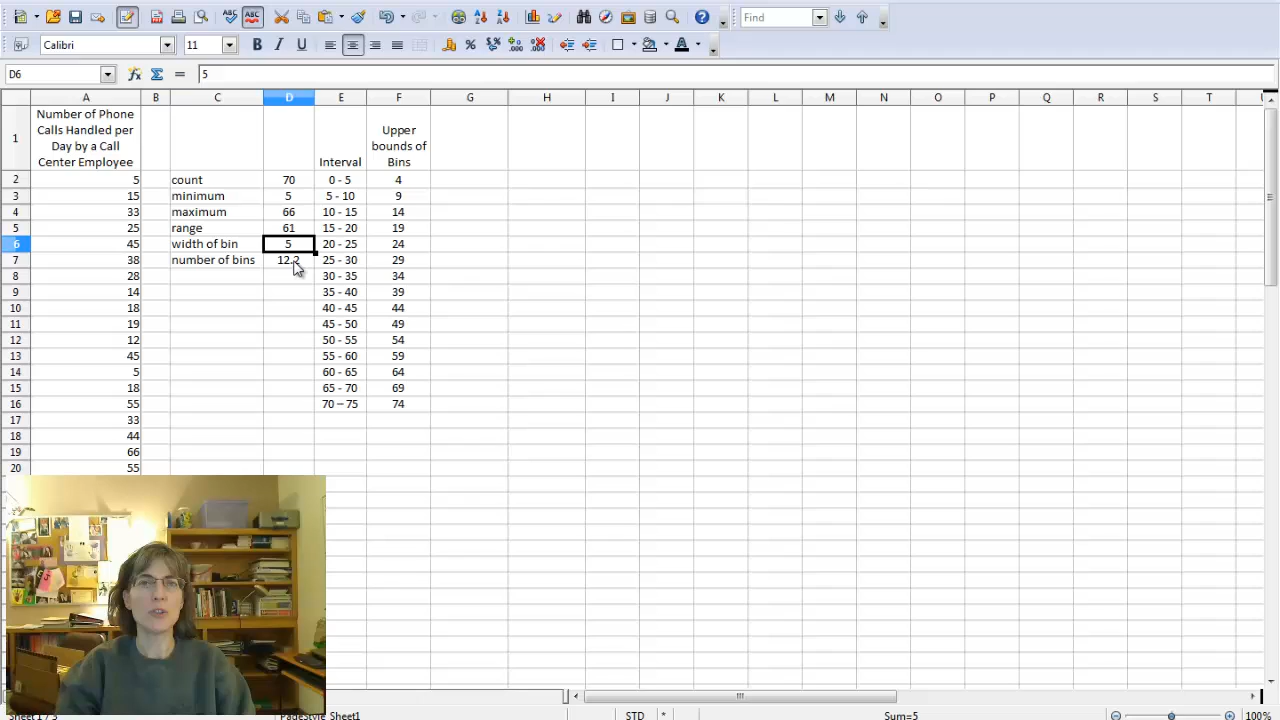 Find
Calibri 11
D6 5
A B C D E F G H I J K L M N O P Q R S T
Number of Phone
Calls Handled per
Day by a Call
Center Employee
Interval
Upper
bounds of
Bins
1
2 5 count 70 0 - 5 4
3 15 minimum 5 5 - 10 9
4 33 maximum 66 10 - 15 14
5 25 range 61 15 - 20 19
6 45 width of bin 5 20 - 25 24
7 38 number of bins 12.2 25 - 30 29
8 28 30 - 35 34
9 14 35 - 40 39
10 18 40 - 45 44
11 19 45 - 50 49
12 12 50 - 55 54
13 45 55 - 60 59
14 5 60 - 65 64
15 18 65 - 70 69
16 55 70 – 75 74
17 33
18 44
19 66
20 55
Sheet 1 / 3 PageStyle_Sheet1 STD * Sum=5 100%